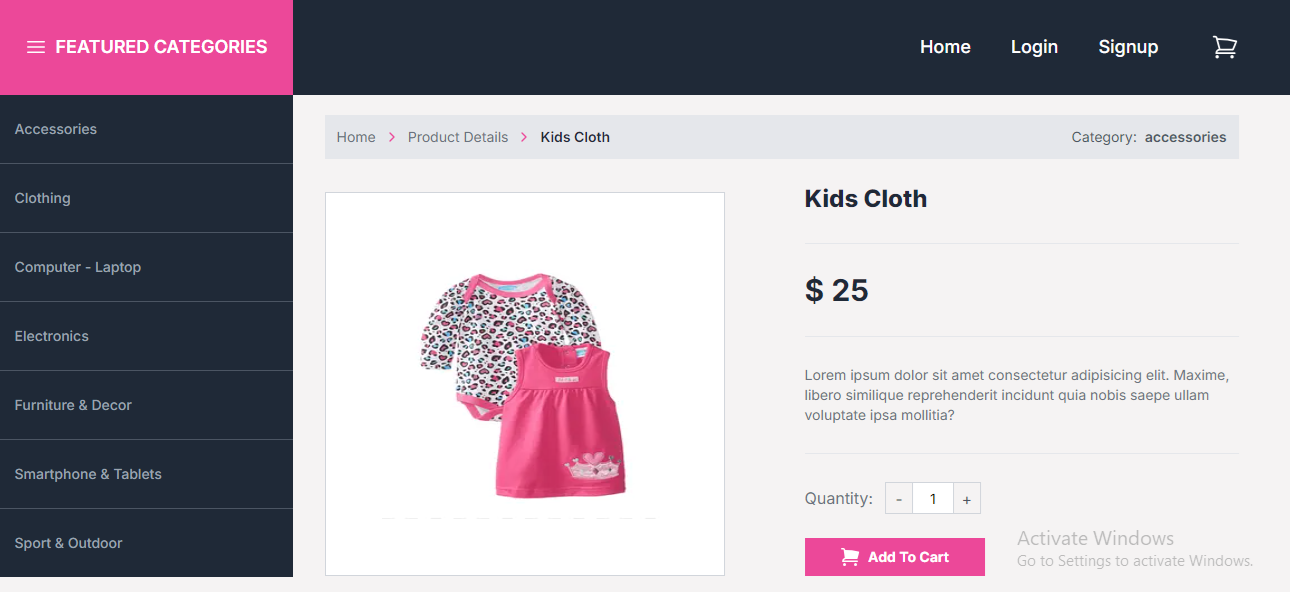 FEATURED CATEGORIES
Home Login Signup
Accessories
Clothing
Computer - Laptop
Electronics
Furniture & Decor
Smartphone & Tablets
Sport & Outdoor
Home > Product Details > Kids Cloth
Category: accessories
Kids Cloth
$ 25
Lorem ipsum dolor sit amet consectetur adipisicing elit. Maxime,
libero similique reprehenderit incidunt quia nobis saepe ullam
voluptate ipsa mollitia?
Quantity: - 1 +
Add To Cart
Activate Windows
Go to Settings to activate Windows.